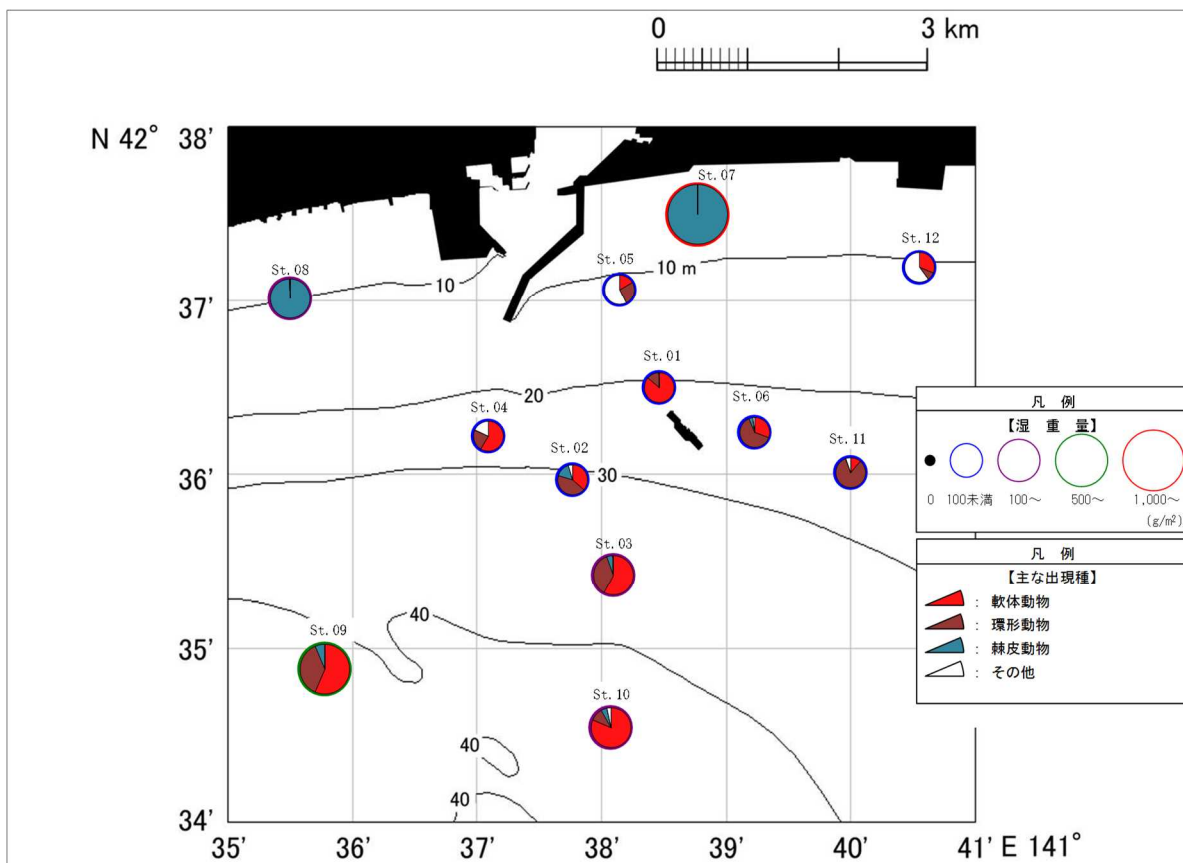 0 3 km
N 42° 38'
St.07
St.12
St.05
St.08
10 m
10
37'
St.01
20
St.04
St.06
St.02
St.11
36'
30
St.03
40
St.09
35'
St.10
40
40
34'
35' 36' 37' 38' 39' 40' 41' E 141°
凡 例
【湿 重 量】
0 100未満 100～ 500～ 1,000～
(g/m²)
凡 例
【主な出現種】
： 軟体動物
： 環形動物
： 棘皮動物
： その他